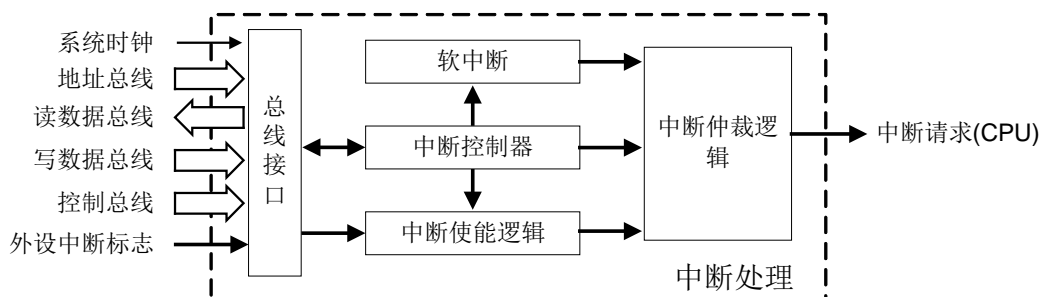 系统时钟
地址总线
读数据总线
写数据总线
控制总线
外设中断标志
总
线
接
口
软中断
中断控制器
中断使能逻辑
中断仲裁逻
辑
中断请求(CPU)
中断处理